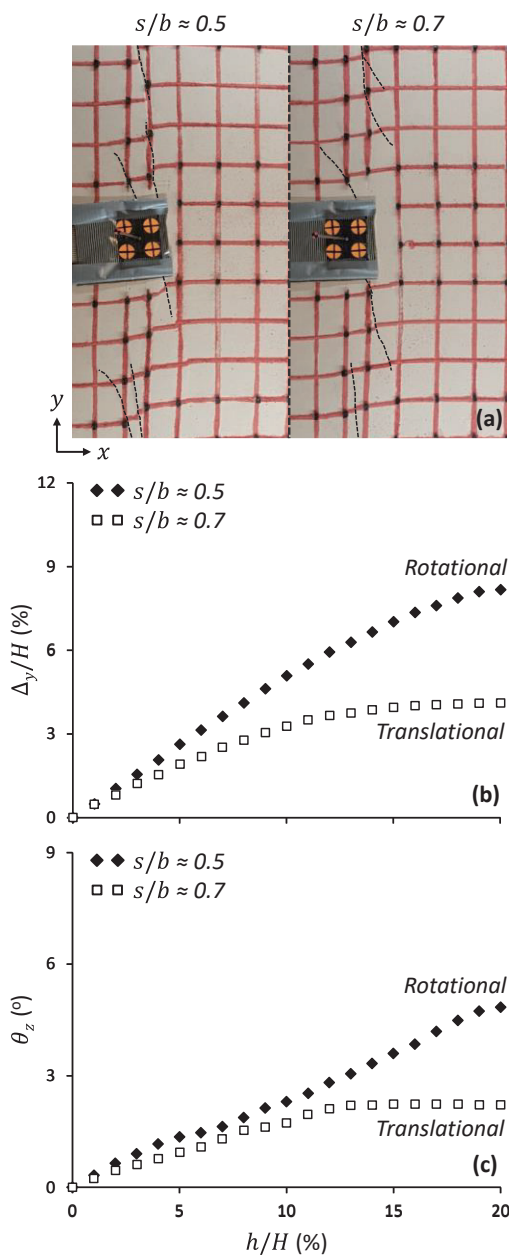 s/b ≈ 0.5 s/b ≈ 0.7
(a)
y
x
12
9
6
3
0
Δy/H (%)
s/b ≈ 0.5
s/b ≈ 0.7
Rotational
Translational
(b)
9
6
3
0
θz (º)
s/b ≈ 0.5
s/b ≈ 0.7
Rotational
Translational
(c)
0 5 10 15 20
h/H (%)